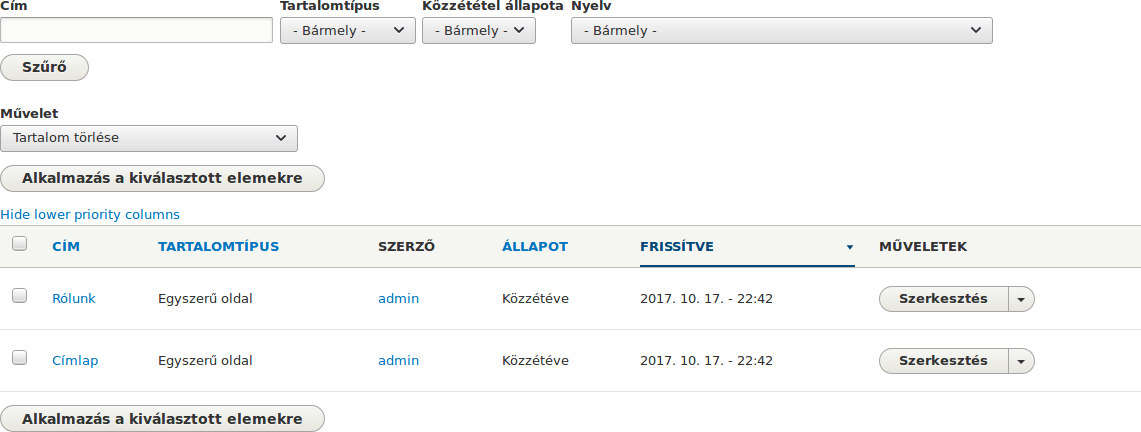 Cím Tartalomtípus Közzététel állapota Nyelv
- Bármely - - Bármely - - Bármely -
Szűrő
Művelet
Tartalom törlése
Alkalmazás a kiválasztott elemekre
Hide lower priority columns
CÍM TARTALOMTÍPUS SZERZŐ ÁLLAPOT FRISSÍTVE MŰVELETEK
Rólunk Egyszerű oldal admin Közzétéve 2017. 10. 17. - 22:42 Szerkesztés
Címlap Egyszerű oldal admin Közzétéve 2017. 10. 17. - 22:42 Szerkesztés
Alkalmazás a kiválasztott elemekre